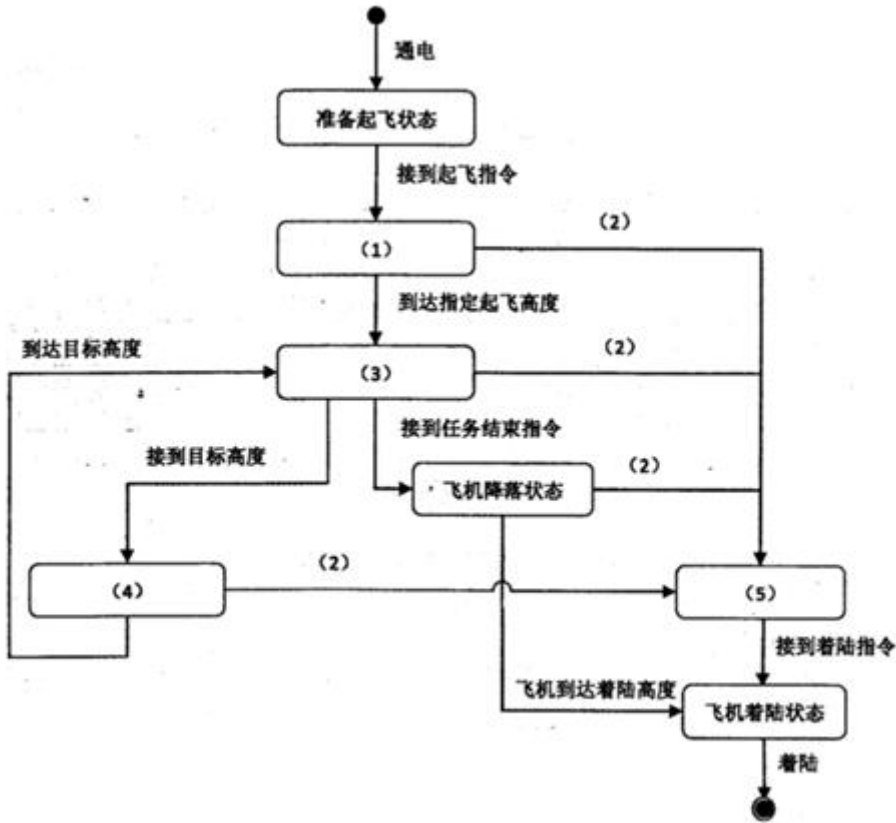 通电
准备起飞状态
接到起飞指令
（1）
（2）
到达指定起飞高度
到达目标高度
（3）
（2）
接到任务结束指令
接到目标高度
飞机降落状态
（2）
（4）
（2）
（5）
接到着陆指令
飞机到达着陆高度
飞机着陆状态
着陆